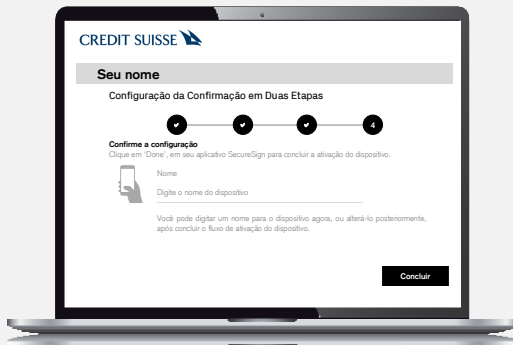 CREDIT SUISSE
Seu nome
Configuração da Confirmação em Duas Etapas
4
Confirme a configuração
Clique em 'Done', em seu aplicativo SecureSign para concluir a ativação do dispositivo.
Nome
Digite o nome do dispositivo
Você pode digitar um nome para o dispositivo agora, ou alterá-lo posteriormente,
após concluir o fluxo de ativação do dispositivo.
Concluir